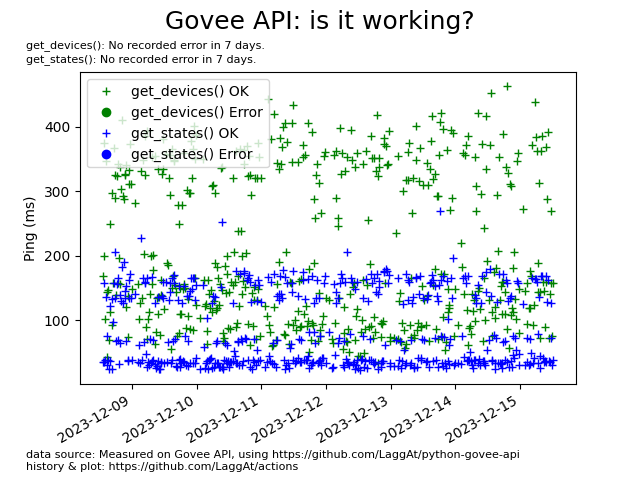 Govee API: is it working?
get_devices(): No recorded error in 7 days.
get_states(): No recorded error in 7 days.
get_devices() OK
get_devices() Error
get_states() OK
get_states() Error
Ping (ms)
400
300
200
100
2023-12-09
2023-12-10
2023-12-11
2023-12-12
2023-12-13
2023-12-14
2023-12-15
data source: Measured on Govee API, using https://github.com/LaggAt/python-govee-api
history & plot: https://github.com/LaggAt/actions